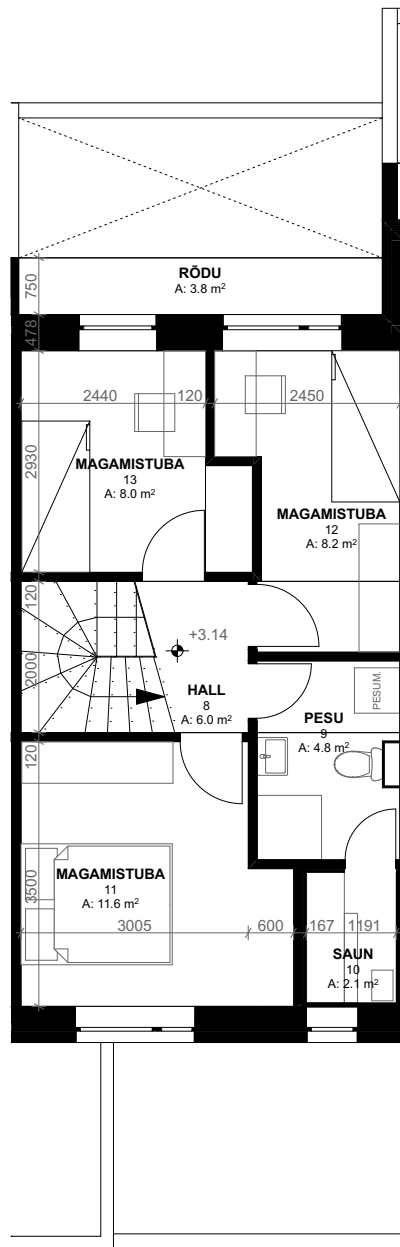 RÕDU
A: 3.8 m²
750
478
2440
120
2450
2930
MAGAMISTUBA
13
A: 8.0 m²
MAGAMISTUBA
12
A: 8.2 m²
120
+3.14
2000
HALL
8
A: 6.0 m²
PESUM.
PESU
9
A: 4.8 m²
120
MAGAMISTUBA
11
A: 11.6 m²
3500
3005
600
167
1191
SAUN
10
A: 2.1 m²